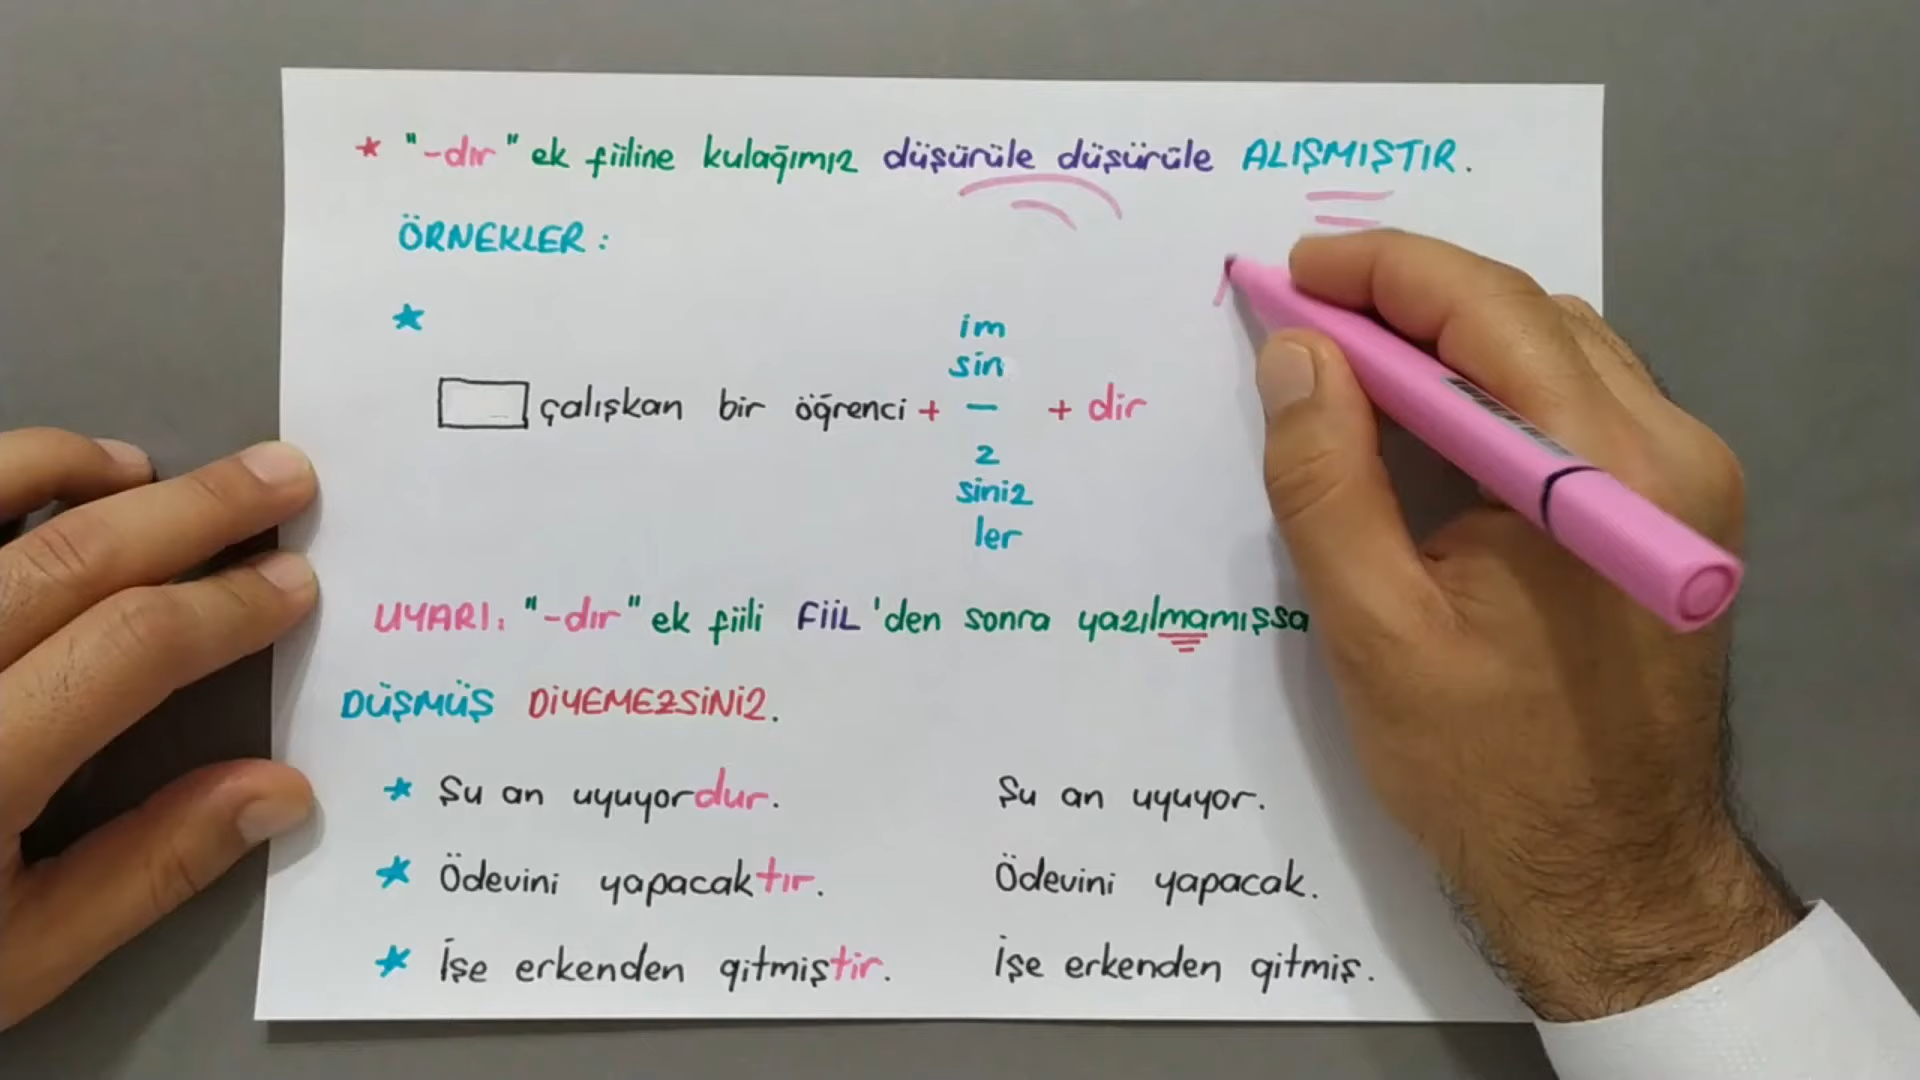 * "-dır" ek fiiline kulağımız düşürüle düşürüle ALIŞMIŞTIR.
ÖRNEKLER:
*
im
sin
çalışkan bir öğrenci + — + dir
z
siniz
ler
UYARI: "-dır" ek fiili FİİL'den sonra yazılmamışsa
DÜŞMÜŞ DİYEMEZSİNİZ.
* Şu an uyuyordur. Şu an uyuyor.
* Ödevini yapacaktır. Ödevini yapacak.
* İşe erkenden gitmiştir. İşe erkenden gitmiş.